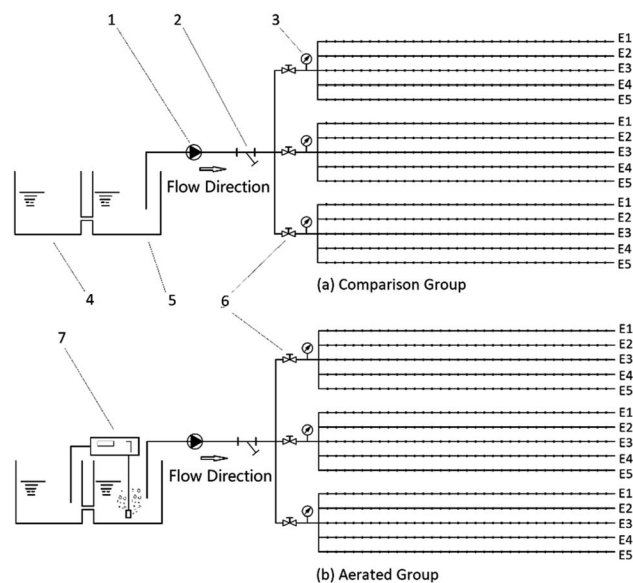 1
2
3
E1
E2
E3
E4
E5
E1
E2
E3
E4
E5
Flow Direction
E1
E2
E3
E4
E5
4
5
6
(a) Comparison Group
7
E1
E2
E3
E4
E5
E1
E2
E3
E4
E5
Flow Direction
E1
E2
E3
E4
E5
(b) Aerated Group